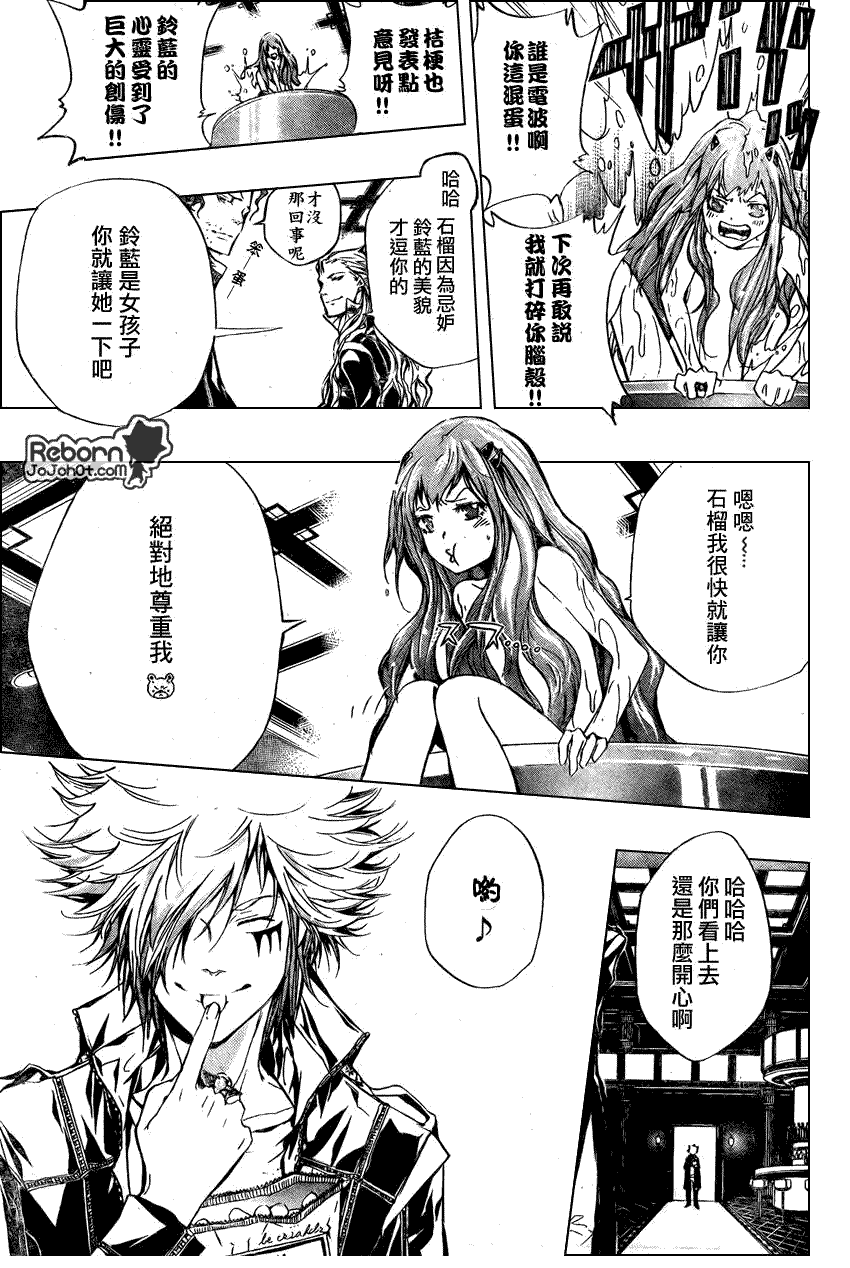 誰是電波啊
你這混蛋!!
下次再敢說
我就打碎你腦殼!!
桔梗也
發表點
意見呀!!
鈴藍的
心靈受到了
巨大的創傷!!
哈哈
石榴因為忌妒
鈴藍的美貌
才逗你的
才沒
那回事呢
笨蛋
鈴藍是女孩子
你就讓她一下吧
Reborn
JoJoHot.com
嗯嗯~…
石榴我很快就讓你
絕對地尊重我
哈哈哈
你們看上去
還是那麼開心啊
喲♪